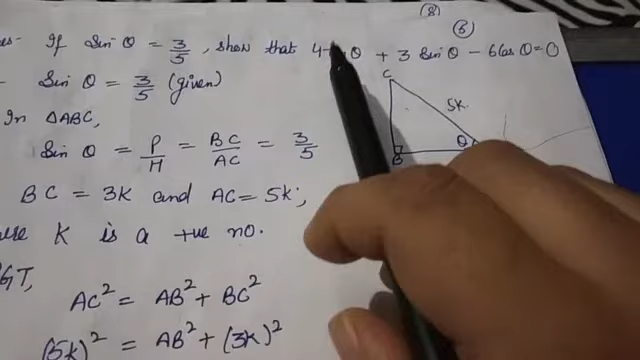 (8)
(6)
If Sin θ = 3/5, show that 4 θ + 3 Sin θ - 6 Cos θ = 0
Sin θ = 3/5 (given)
C
5K.
θ
B
In △ABC,
Sin θ = P/H = BC/AC = 3/5
BC = 3K and AC = 5K;
K is a +ve no.
GT,
AC² = AB² + BC²
(5K)² = AB² + (3K)²